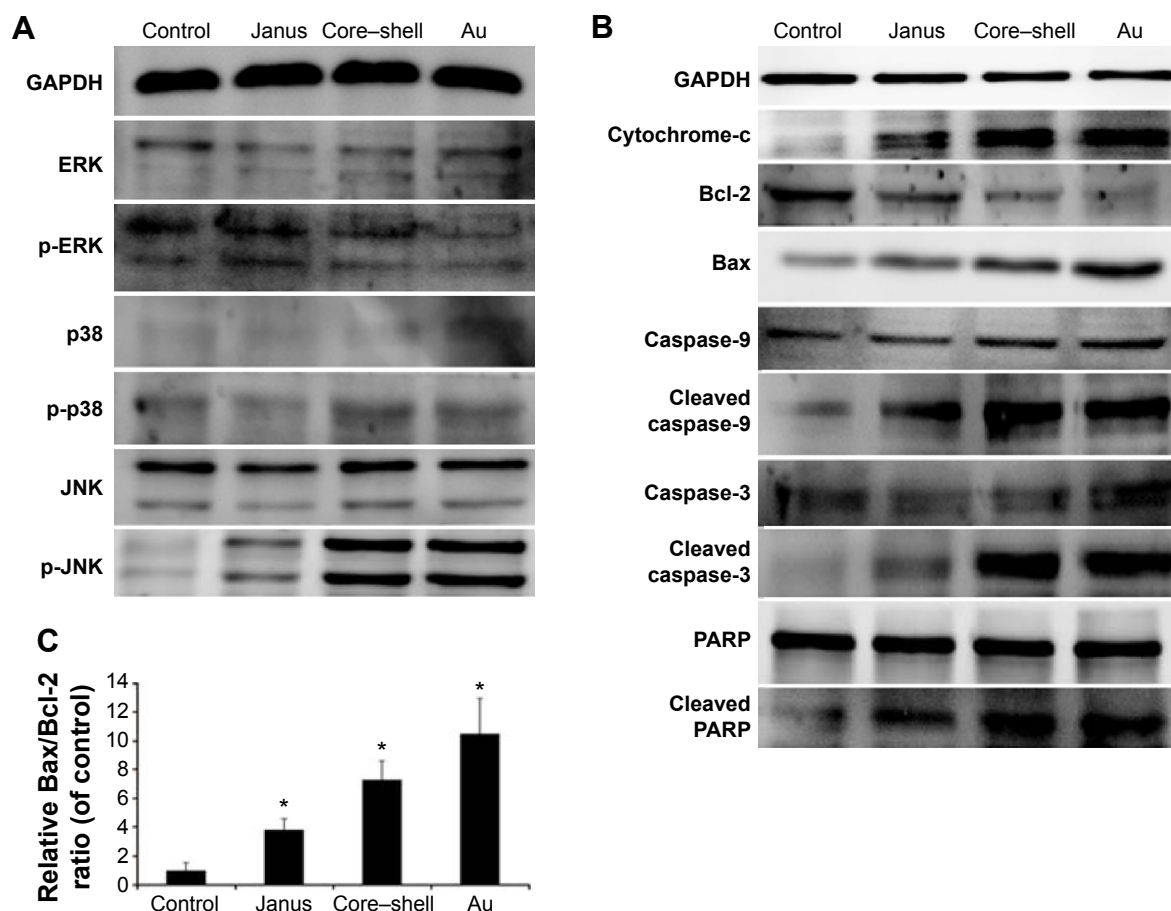 A
Control Janus Core–shell Au
GAPDH
ERK
p-ERK
p38
p-p38
JNK
p-JNK
B
Control Janus Core–shell Au
GAPDH
Cytochrome-c
Bcl-2
Bax
Caspase-9
Cleaved
caspase-9
Caspase-3
Cleaved
caspase-3
PARP
Cleaved
PARP
C
Relative Bax/Bcl-2
ratio (of control)
14
12
10
8
6
4
2
0
*
*
*
Control Janus Core–shell Au